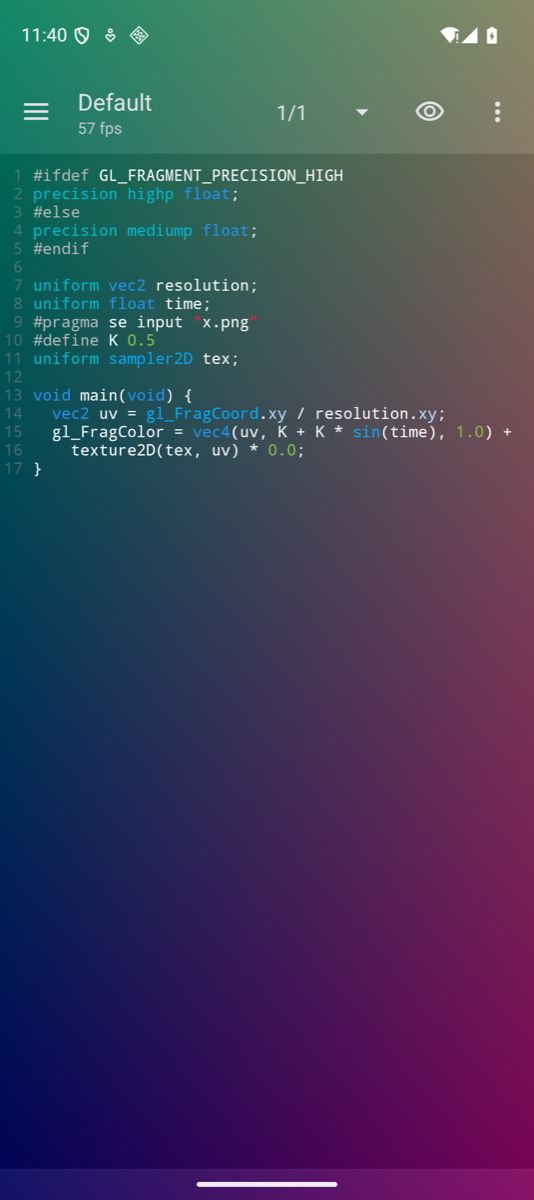 11:40
Default
57 fps
1/1
1 #ifdef GL_FRAGMENT_PRECISION_HIGH
2 precision highp float;
3 #else
4 precision mediump float;
5 #endif
6
7 uniform vec2 resolution;
8 uniform float time;
9 #pragma se input "x.png"
10 #define K 0.5
11 uniform sampler2D tex;
12
13 void main(void) {
14   vec2 uv = gl_FragCoord.xy / resolution.xy;
15   gl_FragColor = vec4(uv, K + K * sin(time), 1.0) +
16     texture2D(tex, uv) * 0.0;
17 }